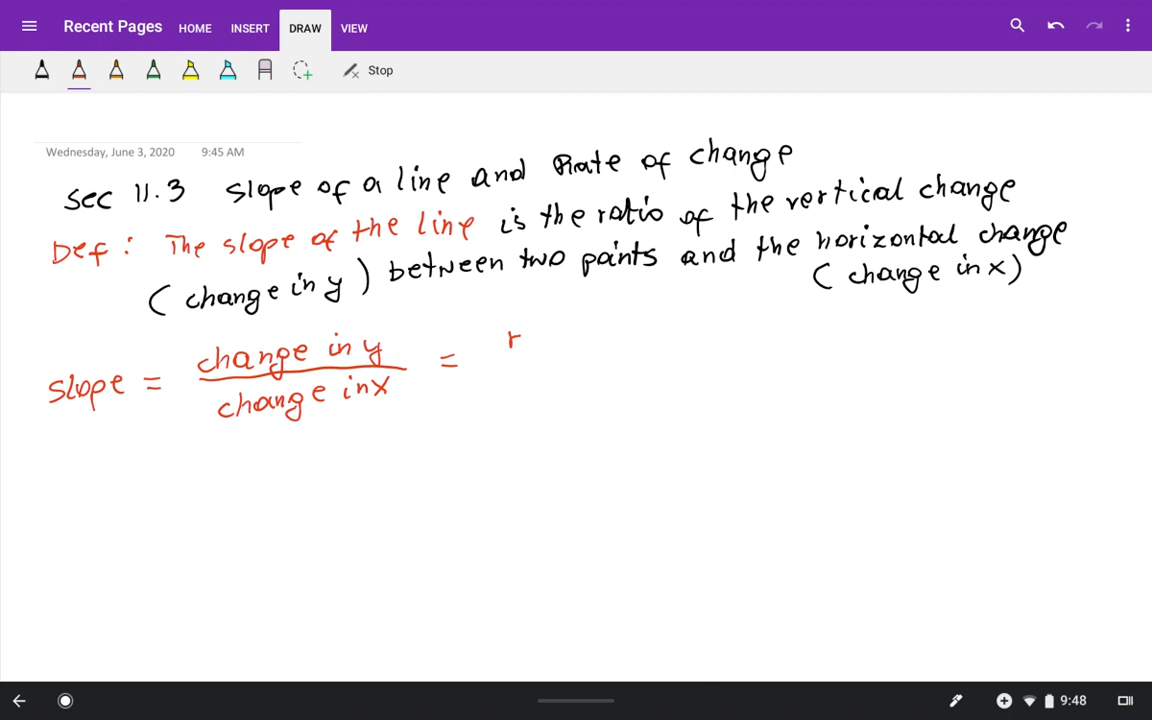 Recent Pages HOME INSERT DRAW VIEW
Stop
Wednesday, June 3, 2020 9:45 AM
Sec 11.3 Slope of a line and Rate of change
Def : The slope of the line is the ratio of the vertical change
(change in y) between two points and the horizontal change
(change in x)
slope = change in y = r
change in x
9:48